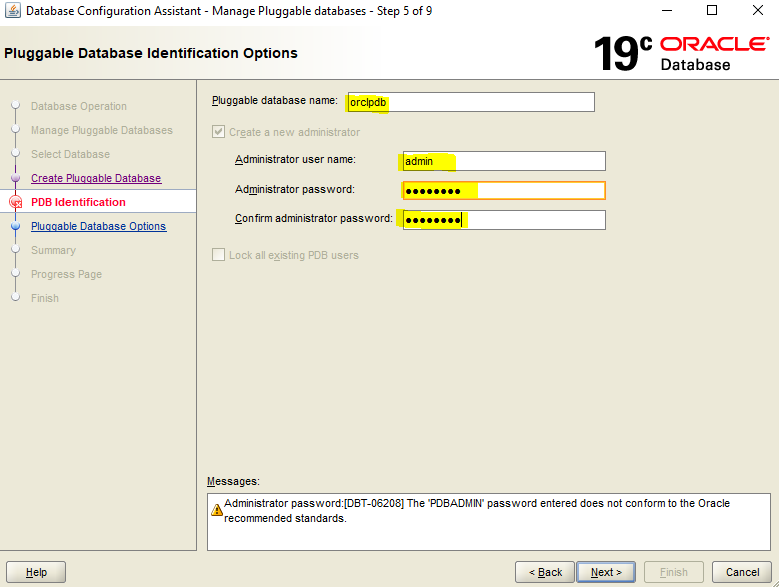 Database Configuration Assistant - Manage Pluggable databases - Step 5 of 9
Pluggable Database Identification Options
19c ORACLE
Database
Database Operation
Manage Pluggable Databases
Select Database
Create Pluggable Database
PDB Identification
Pluggable Database Options
Summary
Progress Page
Finish
Pluggable database name: orclpdb
Create a new administrator
Administrator user name: admin
Administrator password: ●●●●●●●●
Confirm administrator password: ●●●●●●●●
Lock all existing PDB users
Messages:
Administrator password:[DBT-06208] The 'PDBADMIN' password entered does not conform to the Oracle
recommended standards.
Help < Back Next > Finish Cancel